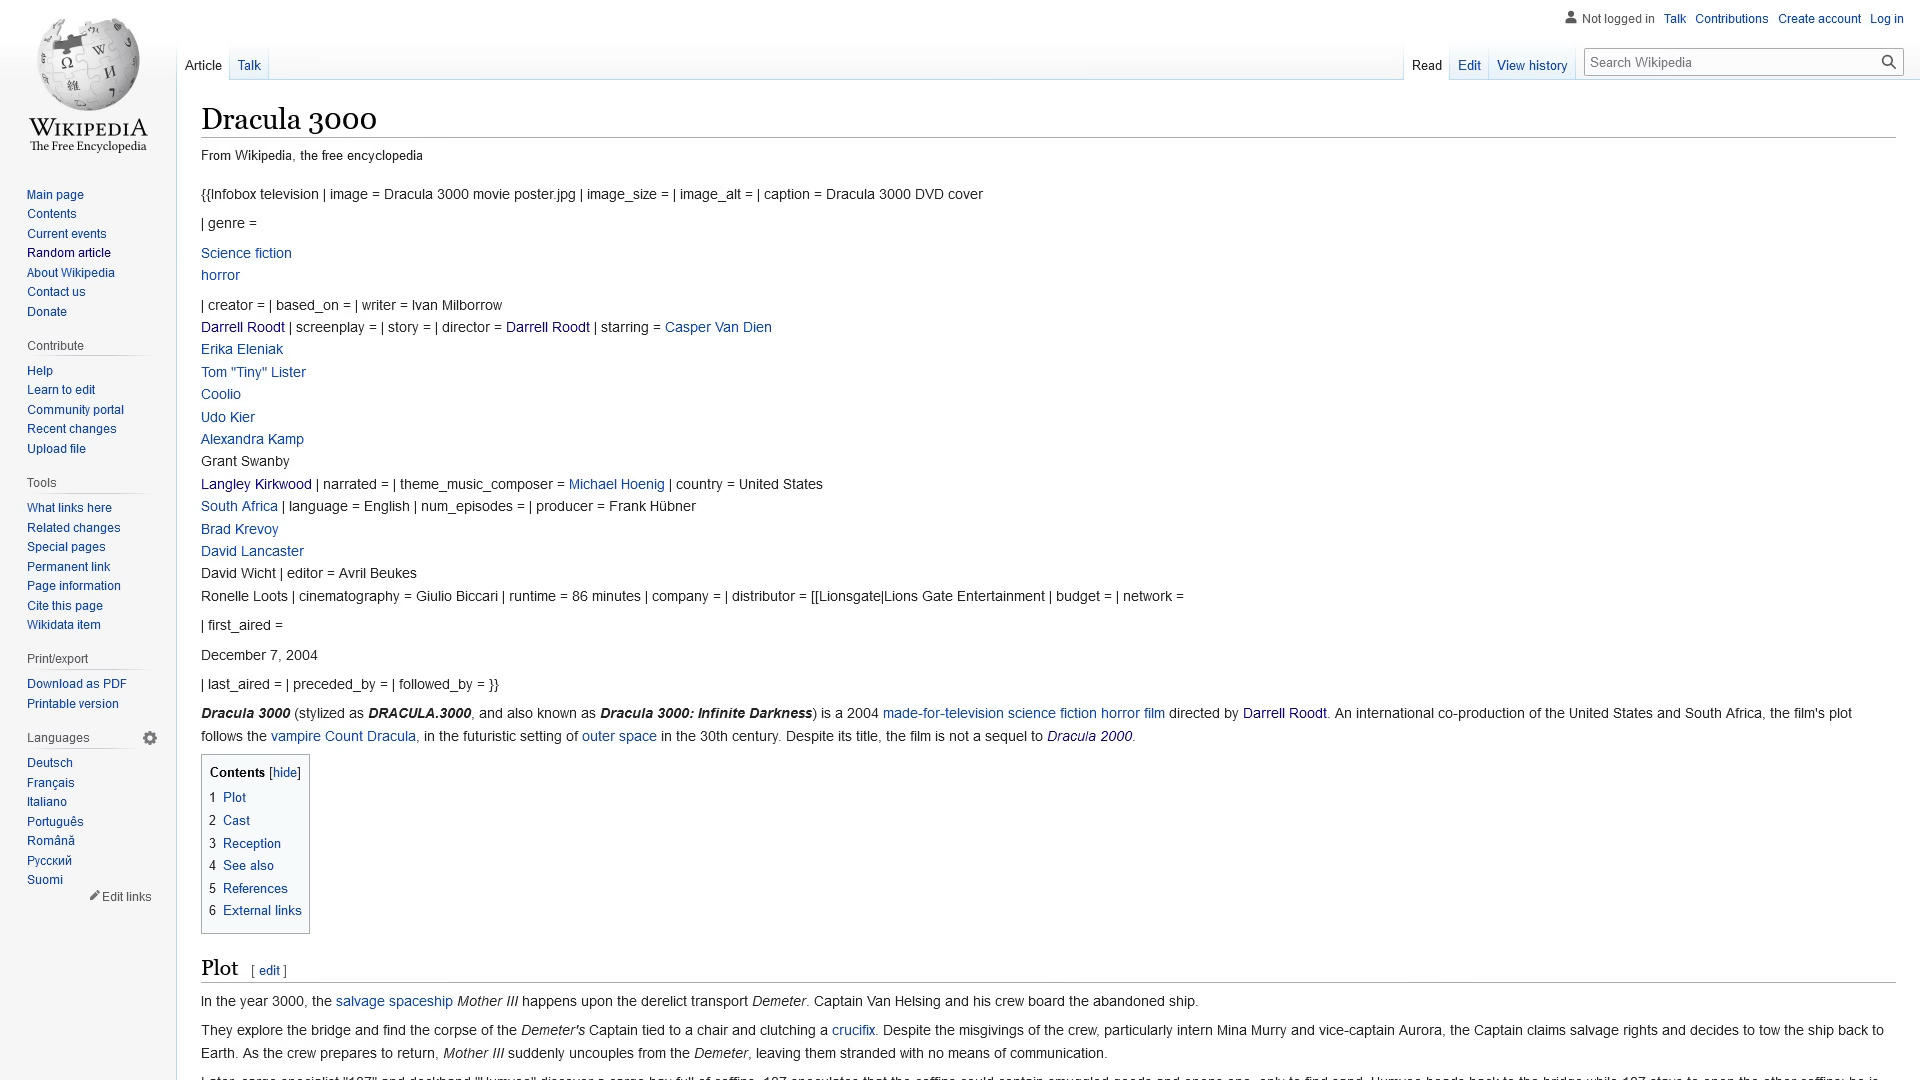 Not logged in Talk Contributions Create account Log in
Article Talk Read Edit View history Search Wikipedia
WIKIPEDIA
The Free Encyclopedia
Main page
Contents
Current events
Random article
About Wikipedia
Contact us
Donate
Contribute
Help
Learn to edit
Community portal
Recent changes
Upload file
Tools
What links here
Related changes
Special pages
Permanent link
Page information
Cite this page
Wikidata item
Print/export
Download as PDF
Printable version
Languages
Deutsch
Français
Italiano
Português
Română
Русский
Suomi
Edit links
Dracula 3000
From Wikipedia, the free encyclopedia
{{Infobox television | image = Dracula 3000 movie poster.jpg | image_size = | image_alt = | caption = Dracula 3000 DVD cover
| genre =
Science fiction
horror
| creator = | based_on = | writer = Ivan Milborrow
Darrell Roodt | screenplay = | story = | director = Darrell Roodt | starring = Casper Van Dien
Erika Eleniak
Tom "Tiny" Lister
Coolio
Udo Kier
Alexandra Kamp
Grant Swanby
Langley Kirkwood | narrated = | theme_music_composer = Michael Hoenig | country = United States
South Africa | language = English | num_episodes = | producer = Frank Hübner
Brad Krevoy
David Lancaster
David Wicht | editor = Avril Beukes
Ronelle Loots | cinematography = Giulio Biccari | runtime = 86 minutes | company = | distributor = [[Lionsgate|Lions Gate Entertainment | budget = | network =
| first_aired =
December 7, 2004
| last_aired = | preceded_by = | followed_by = }}
Dracula 3000 (stylized as DRACULA.3000, and also known as Dracula 3000: Infinite Darkness) is a 2004 made-for-television science fiction horror film directed by Darrell Roodt. An international co-production of the United States and South Africa, the film's plot
follows the vampire Count Dracula, in the futuristic setting of outer space in the 30th century. Despite its title, the film is not a sequel to Dracula 2000.
Contents [hide]
1 Plot
2 Cast
3 Reception
4 See also
5 References
6 External links
Plot [ edit ]
In the year 3000, the salvage spaceship Mother III happens upon the derelict transport Demeter. Captain Van Helsing and his crew board the abandoned ship.
They explore the bridge and find the corpse of the Demeter's Captain tied to a chair and clutching a crucifix. Despite the misgivings of the crew, particularly intern Mina Murry and vice-captain Aurora, the Captain claims salvage rights and decides to tow the ship back to
Earth. As the crew prepares to return, Mother III suddenly uncouples from the Demeter, leaving them stranded with no means of communication.